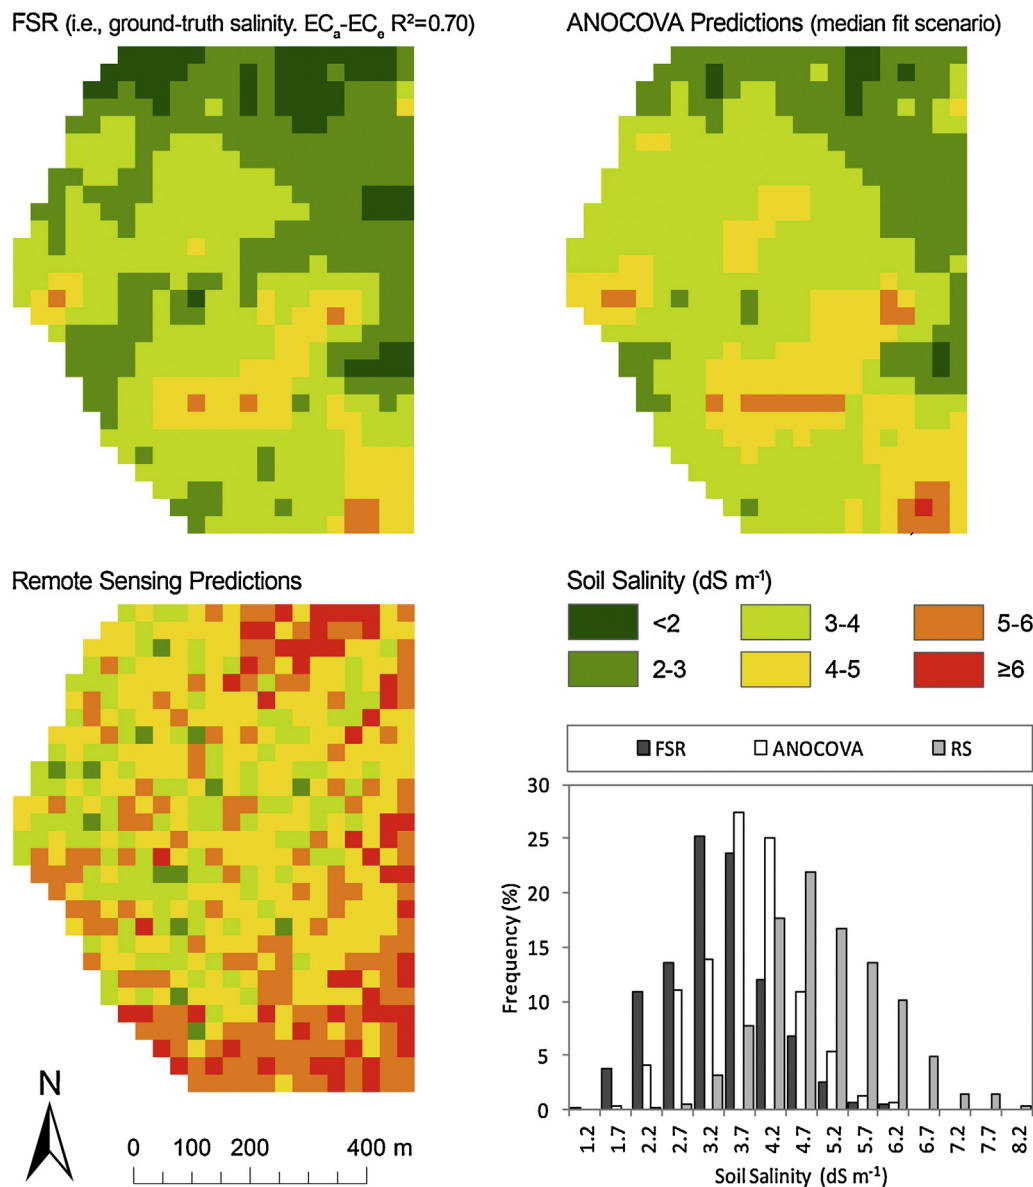 FSR (i.e., ground-truth salinity. ECa-ECe R²=0.70)
ANOCOVA Predictions (median fit scenario)
Remote Sensing Predictions
Soil Salinity (dS m-1)
<2
3-4
5-6
2-3
4-5
≥6
FSR
ANOCOVA
RS
30
25
20
15
10
5
0
Frequency (%)
1.2
1.7
2.2
2.7
3.2
3.7
4.2
4.7
5.2
5.7
6.2
6.7
7.2
7.7
8.2
Soil Salinity (dS m-1)
N
0 100 200 400 m